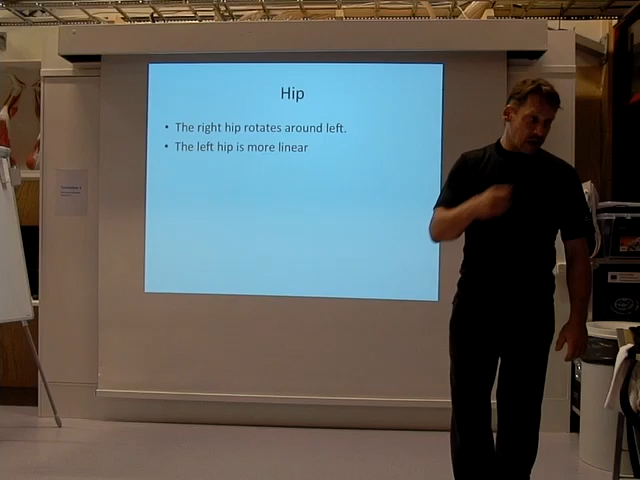 Hip
• The right hip rotates around left.
• The left hip is more linear